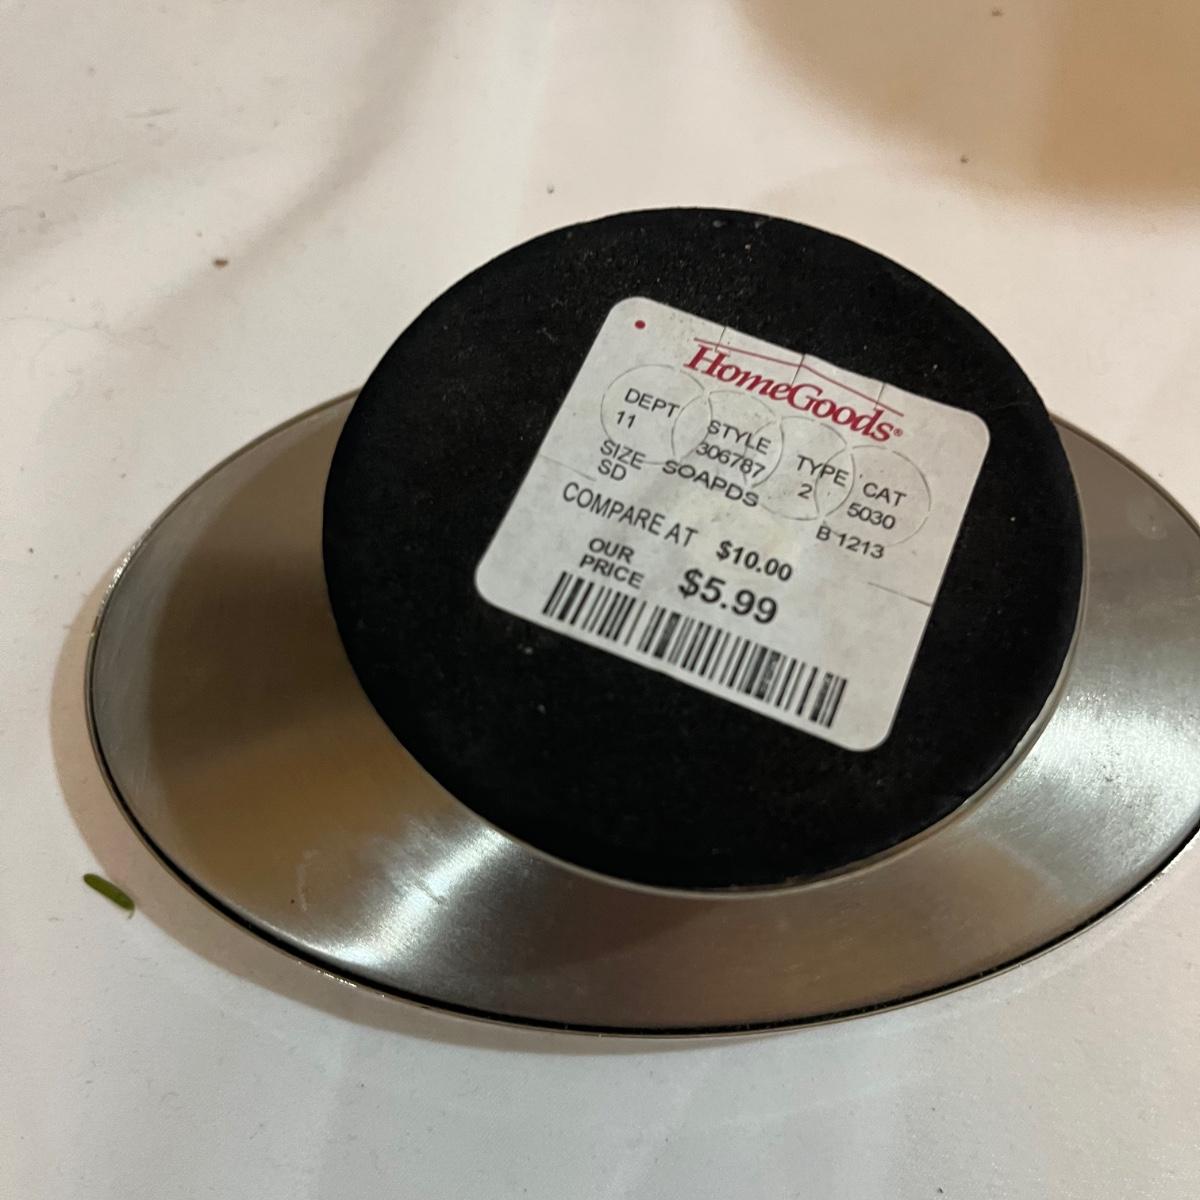 HomeGoods®
DEPT STYLE TYPE CAT
11 306787 2 5030
SIZE SOAPDS B 1213
SD
COMPARE AT $10.00
OUR
PRICE $5.99